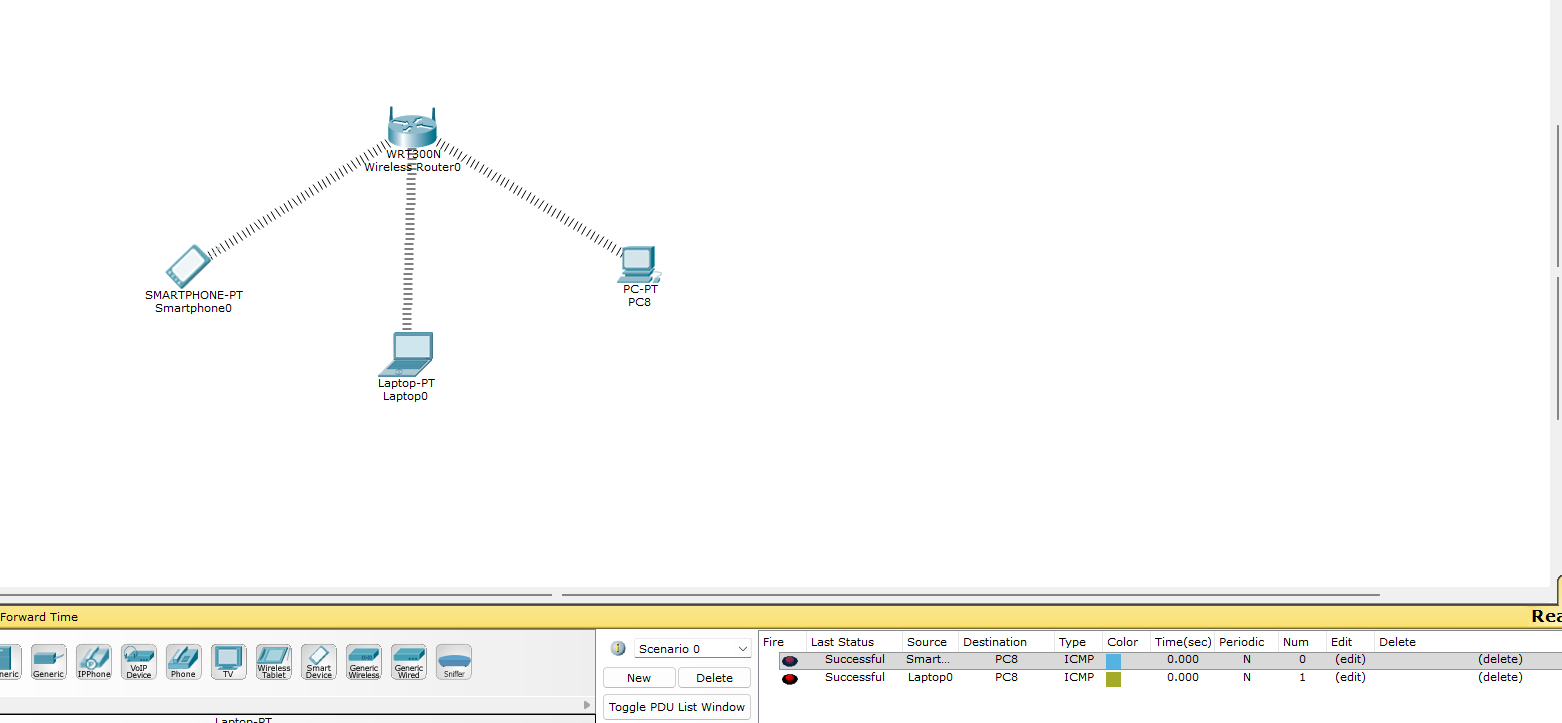 WRT300N
Wireless Router0
SMARTPHONE-PT
Smartphone0
PC-PT
PC8
Laptop-PT
Laptop0
Forward Time
Generic
IPPhone
VoIP
Device
Phone
TV
Wireless
Tablet
Smart
Device
Generic
Wireless
Generic
Wired
Sniffer
Laptop-PT
Scenario 0
New
Delete
Toggle PDU List Window
Fire Last Status Source Destination Type Color Time(sec) Periodic Num Edit Delete
Successful Smart... PC8 ICMP 0.000 N 0 (edit) (delete)
Successful Laptop0 PC8 ICMP 0.000 N 1 (edit) (delete)